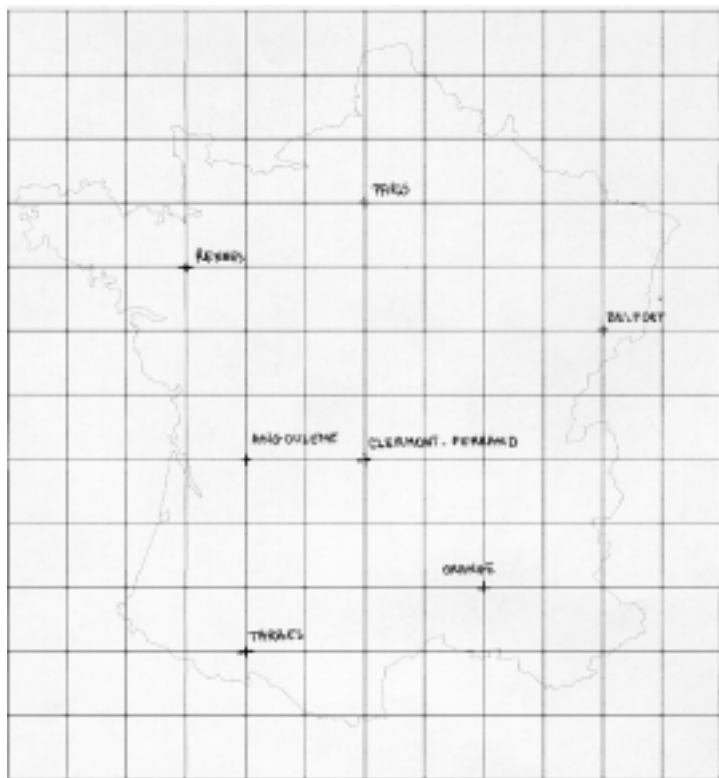 PARIS
RENNES
BELFORT
ANGOULEME
CLERMONT-FERRAND
ORANGE
TARBES